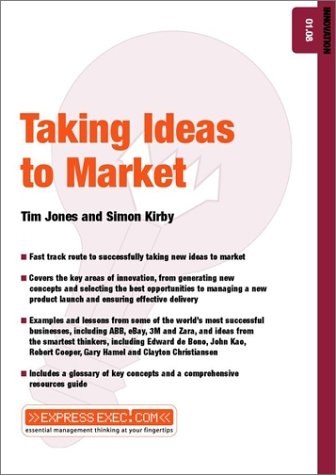 INNOVATION
01.08
Taking Ideas
to Market
Tim Jones and Simon Kirby
■ Fast track route to successfully taking new ideas to market
■ Covers the key areas of innovation, from generating new
concepts and selecting the best opportunities to managing a new
product launch and ensuring effective delivery
■ Examples and lessons from some of the world's most successful
businesses, including ABB, eBay, 3M and Zara, and ideas from
the smartest thinkers, including Edward de Bono, John Kao,
Robert Cooper, Gary Hamel and Clayton Christiansen
■ Includes a glossary of key concepts and a comprehensive
resources guide
>> EXPRESS EXEC.COM <<
essential management thinking at your fingertips